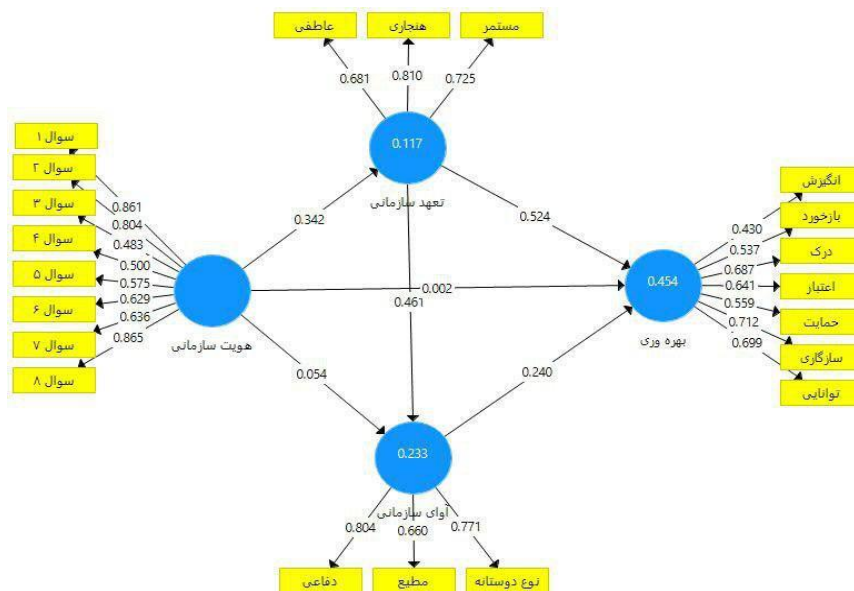 عاطفی
هنجاری
مستمر
0.681
0.810
0.725
0.117
تعهد سازمانی
سوال ۱
سوال ۲
سوال ۳
سوال ۴
سوال ۵
سوال ۶
سوال ۷
سوال ۸
0.861
0.804
0.483
0.500
0.575
0.629
0.636
0.865
هویت سازمانی
0.342
0.524
0.002
0.461
0.054
0.240
انگیزش
بازخورد
درک
اعتبار
حمایت
سازگاری
توانایی
0.430
0.537
0.687
0.641
0.559
0.712
0.699
0.454
بهره وری
0.233
آوای سازمانی
0.804
0.660
0.771
دفاعی
مطیع
نوع دوستانه